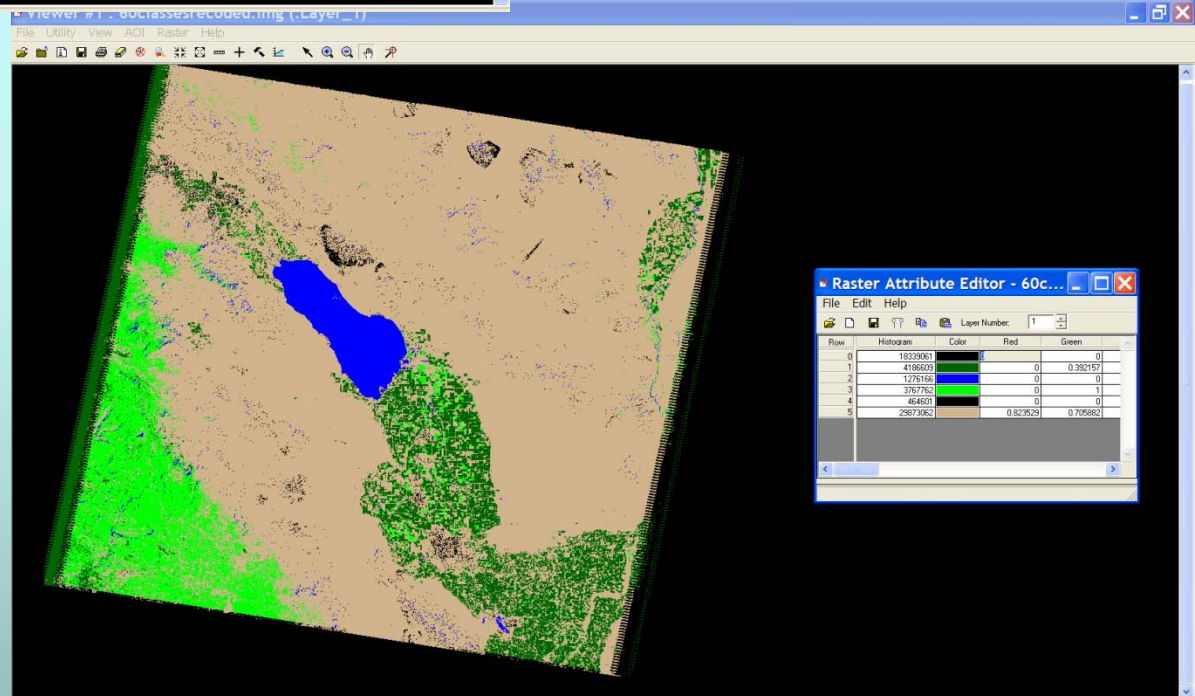 Viewer #1 : 60classesrecoded.img (:Layer_1)
File Utility View AOI Raster Help
Raster Attribute Editor - 60c...
File Edit Help
Layer Number: 1
Row Histogram Color Red Green
0 18339061 0 0
1 4186609 0 0.392157
2 1276166 0 0
3 3767762 0 1
4 464601 0 0
5 29873062 0.823529 0.705882